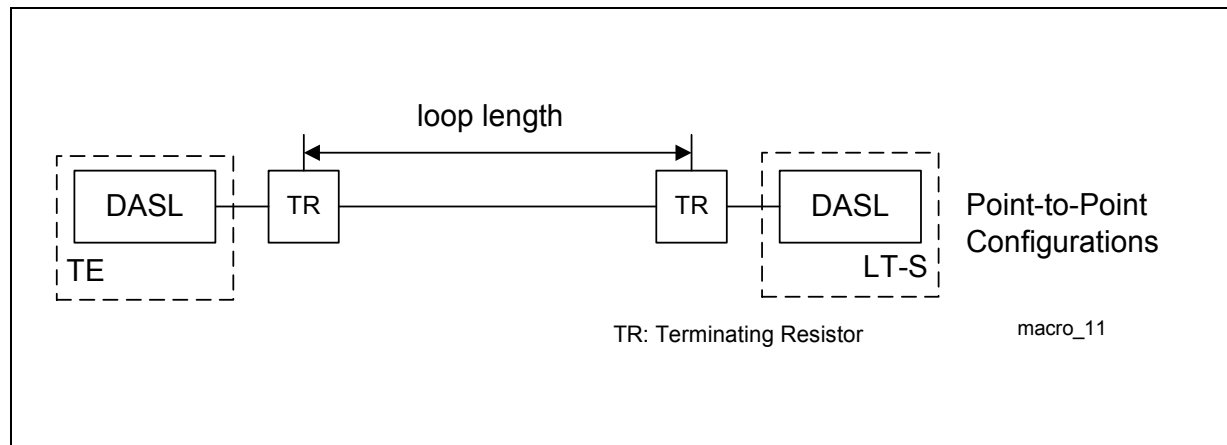 loop length
DASL
TR
TR
DASL
Point-to-Point
Configurations
TE
LT-S
TR: Terminating Resistor
macro_11